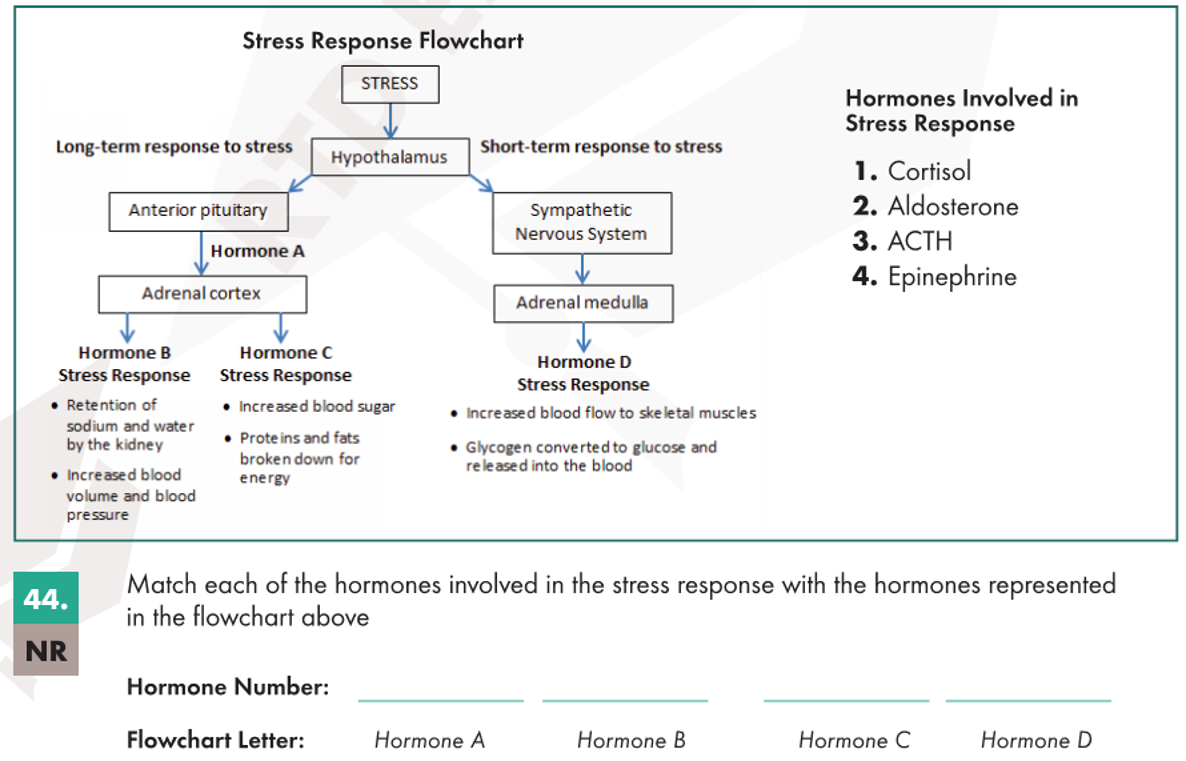 Stress Response Flowchart
STRESS
Long-term response to stress
Hypothalamus
Short-term response to stress
Anterior pituitary
Sympathetic
Nervous System
Hormone A
Adrenal cortex
Adrenal medulla
Hormone B
Stress Response
• Retention of
sodium and water
by the kidney
• Increased blood
volume and blood
pressure
Hormone C
Stress Response
• Increased blood sugar
• Proteins and fats
broken down for
energy
Hormone D
Stress Response
• Increased blood flow to skeletal muscles
• Glycogen converted to glucose and
released into the blood
Hormones Involved in
Stress Response
1. Cortisol
2. Aldosterone
3. ACTH
4. Epinephrine
44.
NR
Match each of the hormones involved in the stress response with the hormones represented
in the flowchart above
Hormone Number:
Flowchart Letter: Hormone A Hormone B Hormone C Hormone D